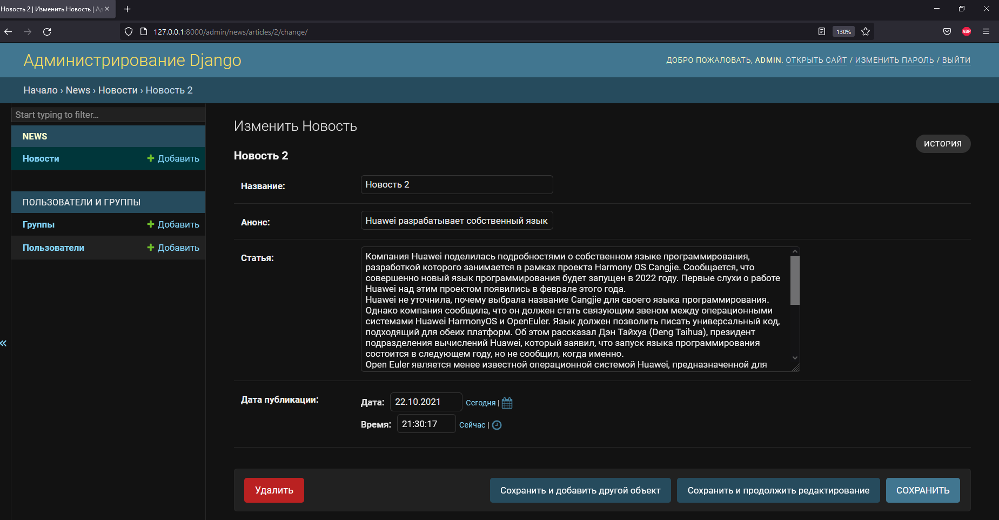 Новость 2 | Изменить Новость | Ад
127.0.0.1:8000/admin/news/articles/2/change/
130%
ABP
Администрирование Django
ДОБРО ПОЖАЛОВАТЬ, ADMIN. ОТКРЫТЬ САЙТ / ИЗМЕНИТЬ ПАРОЛЬ / ВЫЙТИ
Начало › News › Новости › Новость 2
Start typing to filter...
NEWS
Новости
Добавить
ПОЛЬЗОВАТЕЛИ И ГРУППЫ
Группы
Добавить
Пользователи
Добавить
«
Изменить Новость
ИСТОРИЯ
Новость 2
Название:
Новость 2
Анонс:
Huawei разрабатывает собственный язык
Статья:
Компания Huawei поделилась подробностями о собственном языке программирования,
разработкой которого занимается в рамках проекта Harmony OS Cangjie. Сообщается, что
совершенно новый язык программирования будет запущен в 2022 году. Первые слухи о работе
Huawei над этим проектом появились в феврале этого года.
Huawei не уточнила, почему выбрала название Cangjie для своего языка программирования.
Однако компания сообщила, что он должен стать связующим звеном между операционными
системами Huawei HarmonyOS и OpenEuler. Язык должен позволить писать универсальный код,
подходящий для обеих платформ. Об этом рассказал Дэн Тайхуа (Deng Taihua), президент
подразделения вычислений Huawei, который заявил, что запуск языка программирования
состоится в следующем году, но не сообщил, когда именно.
Open Euler является менее известной операционной системой Huawei, предназначенной для
Дата публикации:
Дата: 22.10.2021 Сегодня |
Время: 21:30:17 Сейчас |
Удалить
Сохранить и добавить другой объект
Сохранить и продолжить редактирование
СОХРАНИТЬ